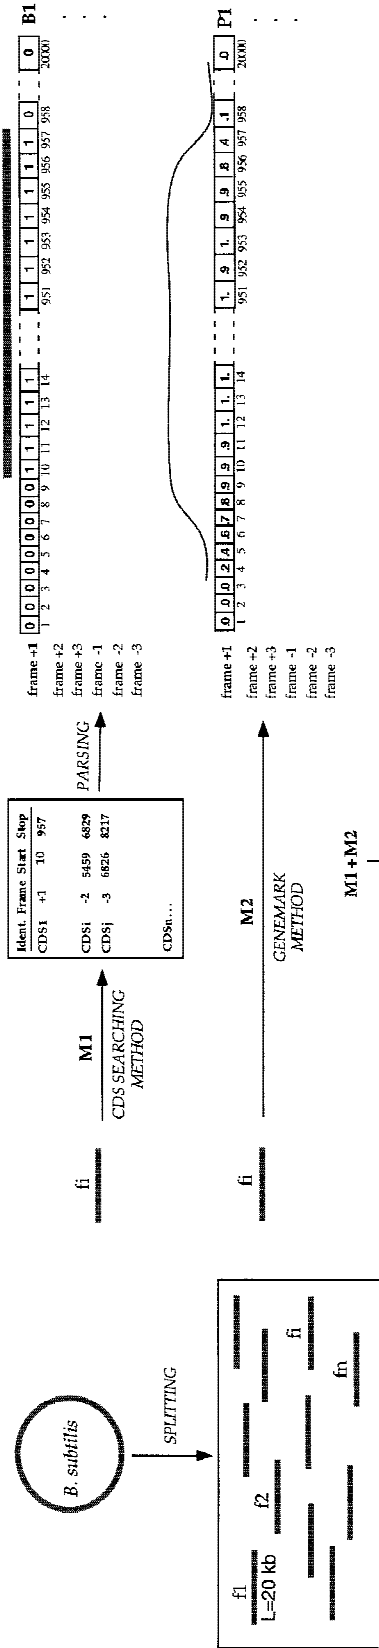 B. subtilis
SPLITTING
f1
L=20 kb
f2
fi
fn
fi
M1
CDS SEARCHING
METHOD
Ident. Frame Start Stop
CDS1 +1 10 957
CDSi -2 5459 6829
CDSj -3 6826 8217
CDSn...
PARSING
frame +1
frame +2
frame +3
frame -1
frame -2
frame -3
0 0 0 0 0 0 0 0 0 1 1 1 1 1 1 1 1 1 1 1 1 0 0
1 2 3 4 5 6 7 8 9 10 11 12 13 14 951 952 953 954 955 956 957 958 20000
B1
. . .
fi
M2
GENEMARK
METHOD
frame +1
frame +2
frame +3
frame -1
frame -2
frame -3
.0 .0 .0 .2 .4 .6 .7 .8 .9 .9 .9 1. 1. 1. 1. .9 1. .9 .9 .8 .4 .1 .0
1 2 3 4 5 6 7 8 9 10 11 12 13 14 951 952 953 954 955 956 957 958 20000
P1
. . .
M1+M2